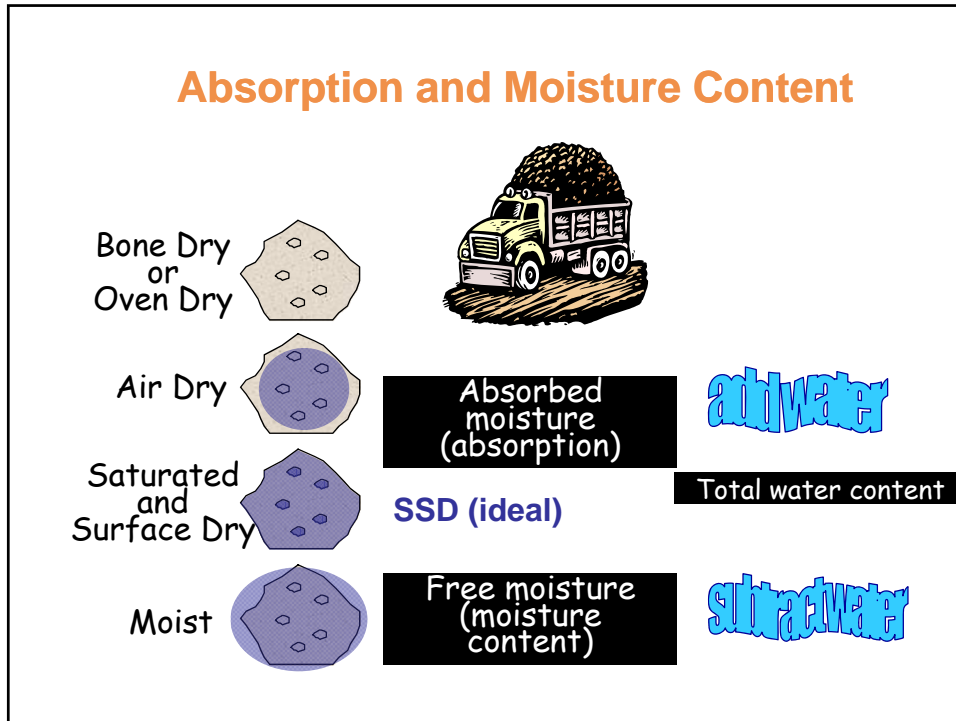 Absorption and Moisture Content
Bone Dry
or
Oven Dry
Air Dry
Absorbed
moisture
(absorption)
add water
Saturated
and
Surface Dry
SSD (ideal)
Total water content
Moist
Free moisture
(moisture
content)
subtract water